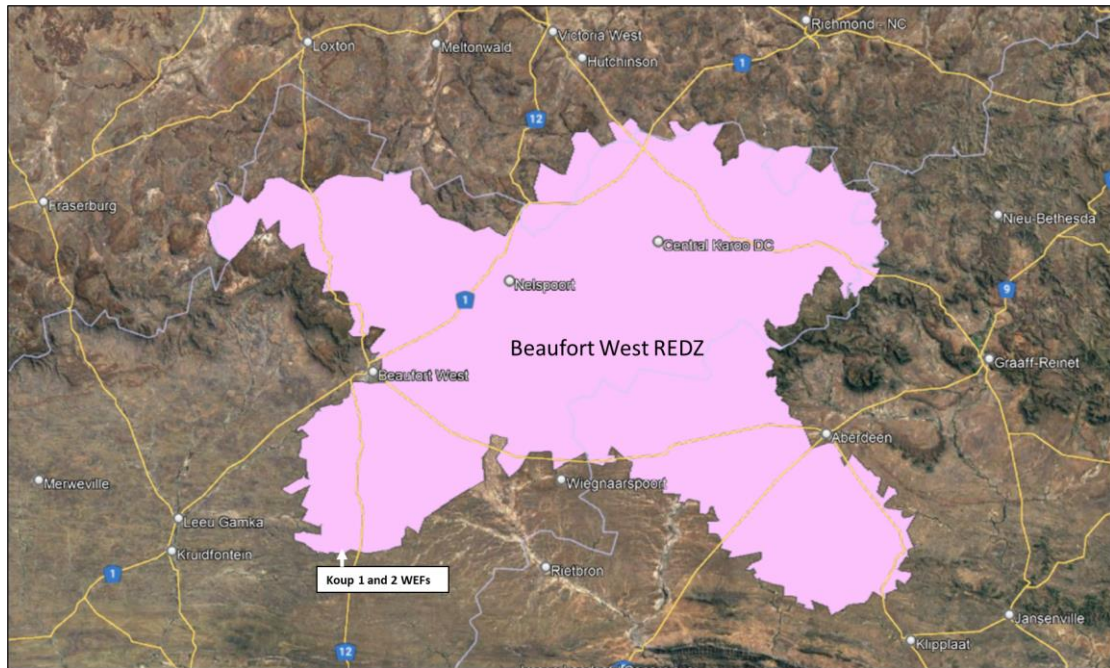 Richmond - NC
Victoria West
Loxton
Meltonwald
Hutchinson
1
12
Fraserburg
Nieu-Bethesda
Central Karoo DC
Nelspoort
9
1
Beaufort West REDZ
Graaff-Reinet
Beaufort West
Aberdeen
Merweville
Wiegnaarspoort
Leeu Gamka
Kruidfontein
Rietbron
1
Koup 1 and 2 WEFs
Jansenville
Klipplaat
12